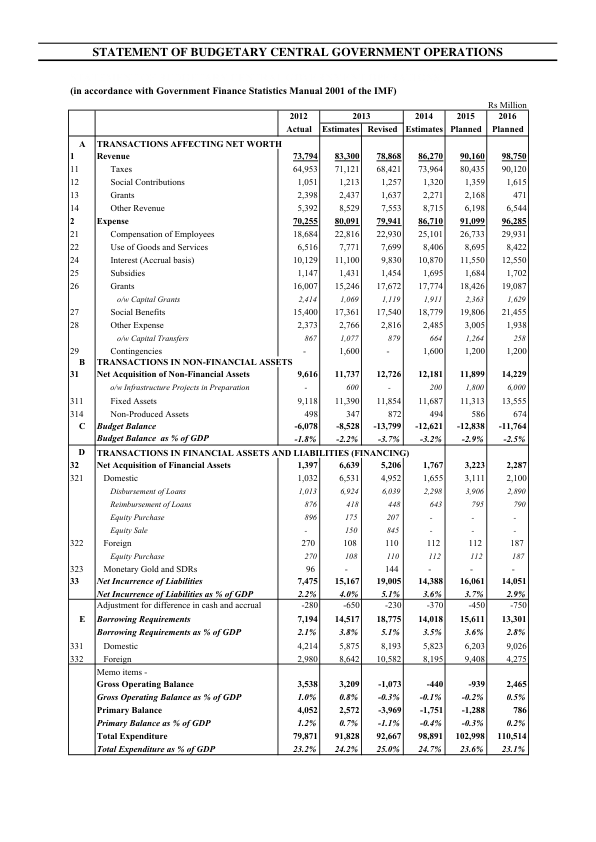 STATEMENT OF BUDGETARY CENTRAL GOVERNMENT OPERATIONS
(in accordance with Government Finance Statistics Manual 2001 of the IMF)
Rs Million
2012 2013 2014 2015 2016
Actual Estimates Revised Estimates Planned Planned
A TRANSACTIONS AFFECTING NET WORTH
1 Revenue 73,794 83,300 78,868 86,270 90,160 98,750
11 Taxes 64,953 71,121 68,421 73,964 80,435 90,120
12 Social Contributions 1,051 1,213 1,257 1,320 1,359 1,615
13 Grants 2,398 2,437 1,637 2,271 2,168 471
14 Other Revenue 5,392 8,529 7,553 8,715 6,198 6,544
2 Expense 70,255 80,091 79,941 86,710 91,099 96,285
21 Compensation of Employees 18,684 22,816 22,930 25,101 26,733 29,931
22 Use of Goods and Services 6,516 7,771 7,699 8,406 8,695 8,422
24 Interest (Accrual basis) 10,129 11,100 9,830 10,870 11,550 12,550
25 Subsidies 1,147 1,431 1,454 1,695 1,684 1,702
26 Grants 16,007 15,246 17,672 17,774 18,426 19,087
o/w Capital Grants 2,414 1,069 1,119 1,911 2,363 1,629
27 Social Benefits 15,400 17,361 17,540 18,779 19,806 21,455
28 Other Expense 2,373 2,766 2,816 2,485 3,005 1,938
o/w Capital Transfers 867 1,077 879 664 1,264 258
29 Contingencies - 1,600 - 1,600 1,200 1,200
B TRANSACTIONS IN NON-FINANCIAL ASSETS
31 Net Acquisition of Non-Financial Assets 9,616 11,737 12,726 12,181 11,899 14,229
o/w Infrastructure Projects in Preparation - 600 - 200 1,800 6,000
311 Fixed Assets 9,118 11,390 11,854 11,687 11,313 13,555
314 Non-Produced Assets 498 347 872 494 586 674
C Budget Balance -6,078 -8,528 -13,799 -12,621 -12,838 -11,764
Budget Balance as % of GDP -1.8% -2.2% -3.7% -3.2% -2.9% -2.5%
D TRANSACTIONS IN FINANCIAL ASSETS AND LIABILITIES (FINANCING)
32 Net Acquisition of Financial Assets 1,397 6,639 5,206 1,767 3,223 2,287
321 Domestic 1,032 6,531 4,952 1,655 3,111 2,100
Disbursement of Loans 1,013 6,924 6,039 2,298 3,906 2,890
Reimbursement of Loans 876 418 448 643 795 790
Equity Purchase 896 175 207 - - -
Equity Sale - 150 845 - - -
322 Foreign 270 108 110 112 112 187
Equity Purchase 270 108 110 112 112 187
323 Monetary Gold and SDRs 96 - 144 - - -
33 Net Incurrence of Liabilities 7,475 15,167 19,005 14,388 16,061 14,051
Net Incurrence of Liabilities as % of GDP 2.2% 4.0% 5.1% 3.6% 3.7% 2.9%
Adjustment for difference in cash and accrual -280 -650 -230 -370 -450 -750
E Borrowing Requirements 7,194 14,517 18,775 14,018 15,611 13,301
Borrowing Requirements as % of GDP 2.1% 3.8% 5.1% 3.5% 3.6% 2.8%
331 Domestic 4,214 5,875 8,193 5,823 6,203 9,026
332 Foreign 2,980 8,642 10,582 8,195 9,408 4,275
Memo items -
Gross Operating Balance 3,538 3,209 -1,073 -440 -939 2,465
Gross Operating Balance as % of GDP 1.0% 0.8% -0.3% -0.1% -0.2% 0.5%
Primary Balance 4,052 2,572 -3,969 -1,751 -1,288 786
Primary Balance as % of GDP 1.2% 0.7% -1.1% -0.4% -0.3% 0.2%
Total Expenditure 79,871 91,828 92,667 98,891 102,998 110,514
Total Expenditure as % of GDP 23.2% 24.2% 25.0% 24.7% 23.6% 23.1%